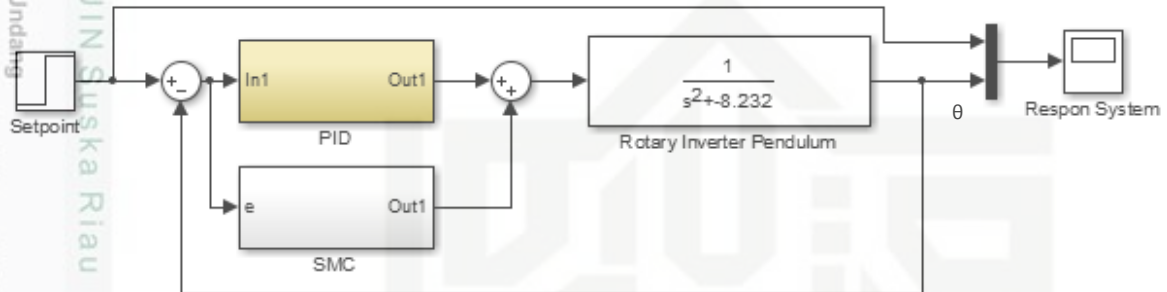 Undang
UIN Suska Riau
Setpoint
+
-
In1
Out1
PID
e
Out1
SMC
+
+
1
s²+-8.232
Rotary Inverter Pendulum
θ
Respon System